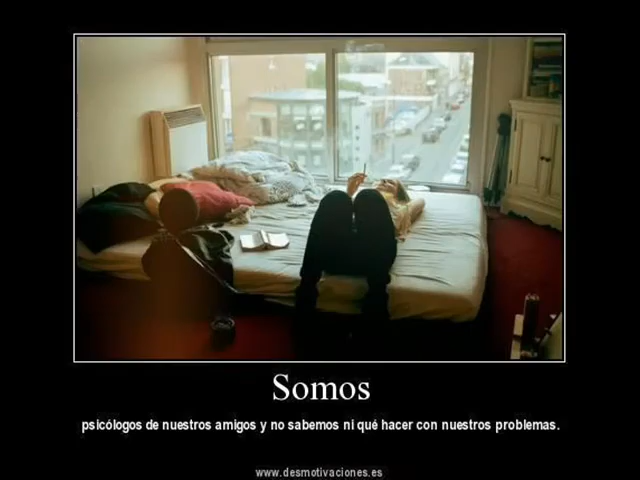 Somos
psicólogos de nuestros amigos y no sabemos ni qué hacer con nuestros problemas.
www.desmotivaciones.es